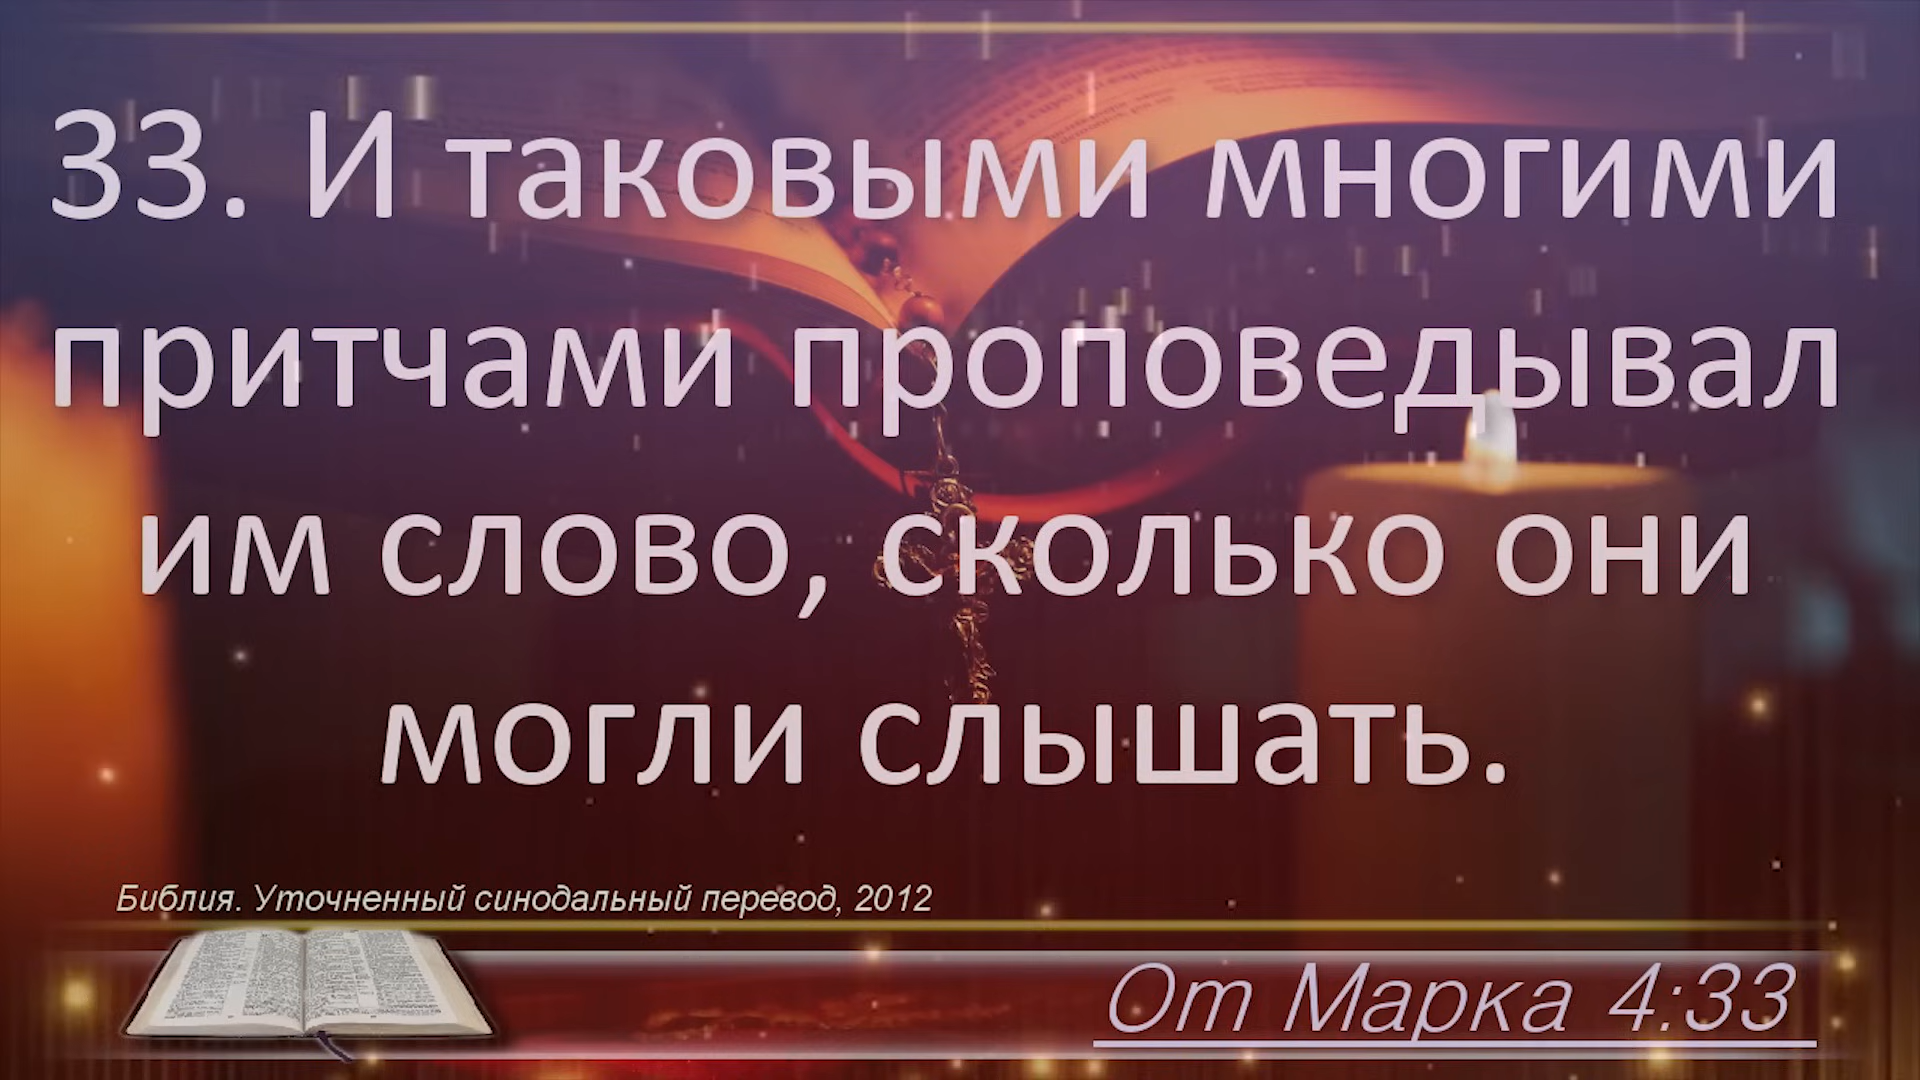 33. И таковыми многими
притчами проповедывал
им слово, сколько они
могли слышать.
Библия. Уточненный синодальный перевод, 2012
От Марка 4:33